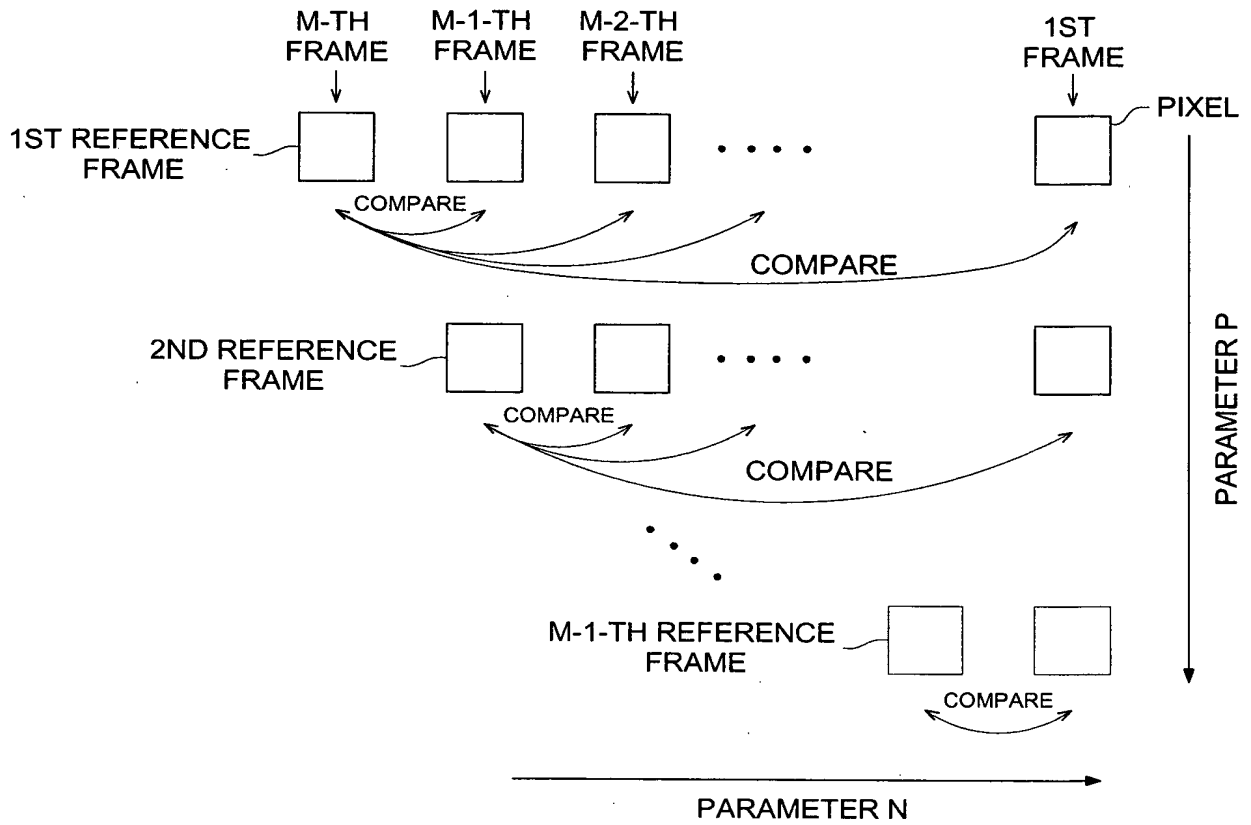 M-TH
FRAME
M-1-TH
FRAME
M-2-TH
FRAME
1ST
FRAME
1ST REFERENCE
FRAME
PIXEL
COMPARE
COMPARE
2ND REFERENCE
FRAME
COMPARE
COMPARE
PARAMETER P
M-1-TH REFERENCE
FRAME
COMPARE
PARAMETER N